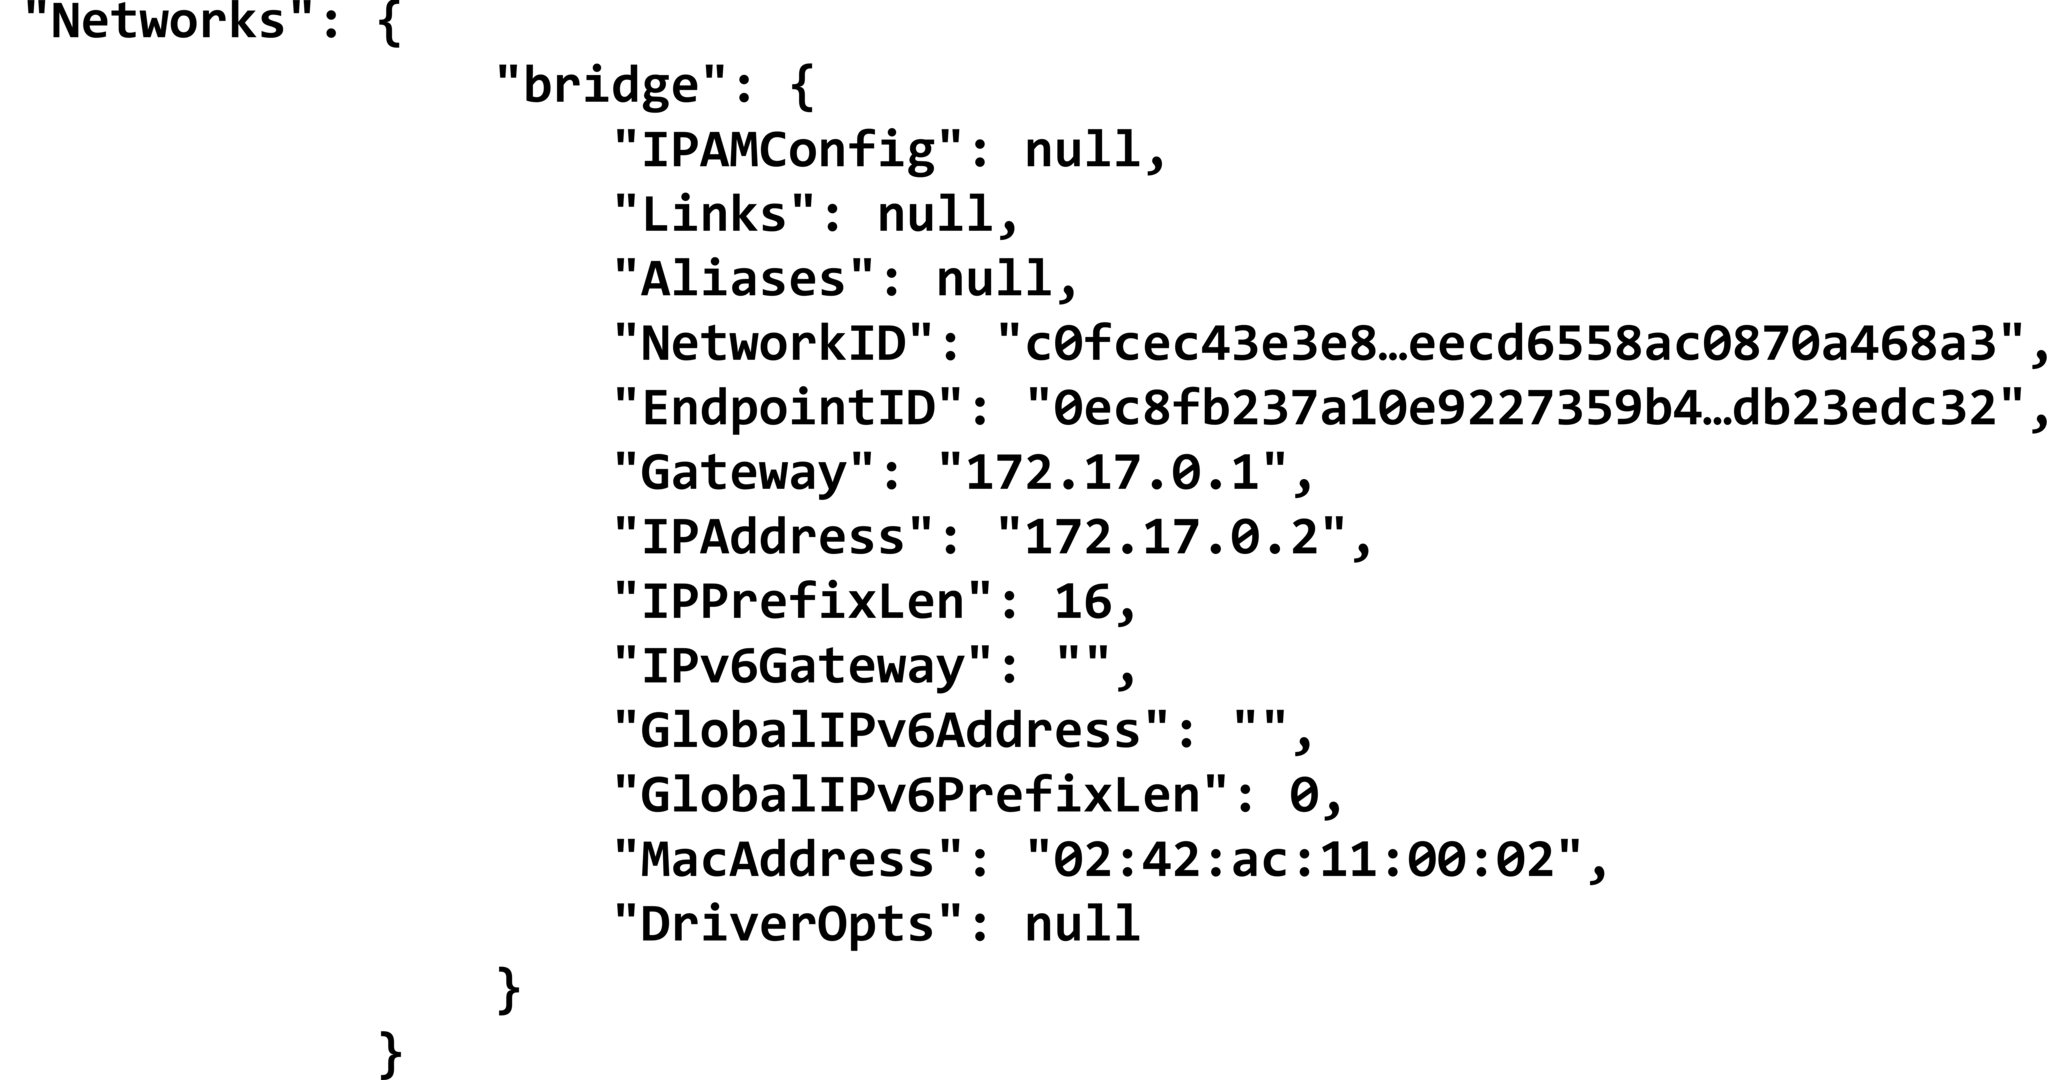 "Networks": {
"bridge": {
"IPAMConfig": null,
"Links": null,
"Aliases": null,
"NetworkID": "c0fcec43e3e8…eecd6558ac0870a468a3",
"EndpointID": "0ec8fb237a10e9227359b4…db23edc32",
"Gateway": "172.17.0.1",
"IPAddress": "172.17.0.2",
"IPPrefixLen": 16,
"IPv6Gateway": "",
"GlobalIPv6Address": "",
"GlobalIPv6PrefixLen": 0,
"MacAddress": "02:42:ac:11:00:02",
"DriverOpts": null
}
}